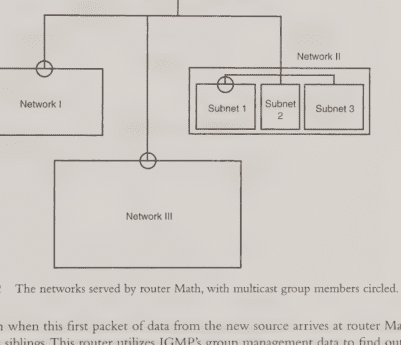 Network II
Network I
Subnet 1
Subnet
2
Subnet 3
Network III
The networks served by router Math, with multicast group members circled.
when this first packet of data from the new source arrives at router
siblings. This router utilizes IGMP's group management data to find out